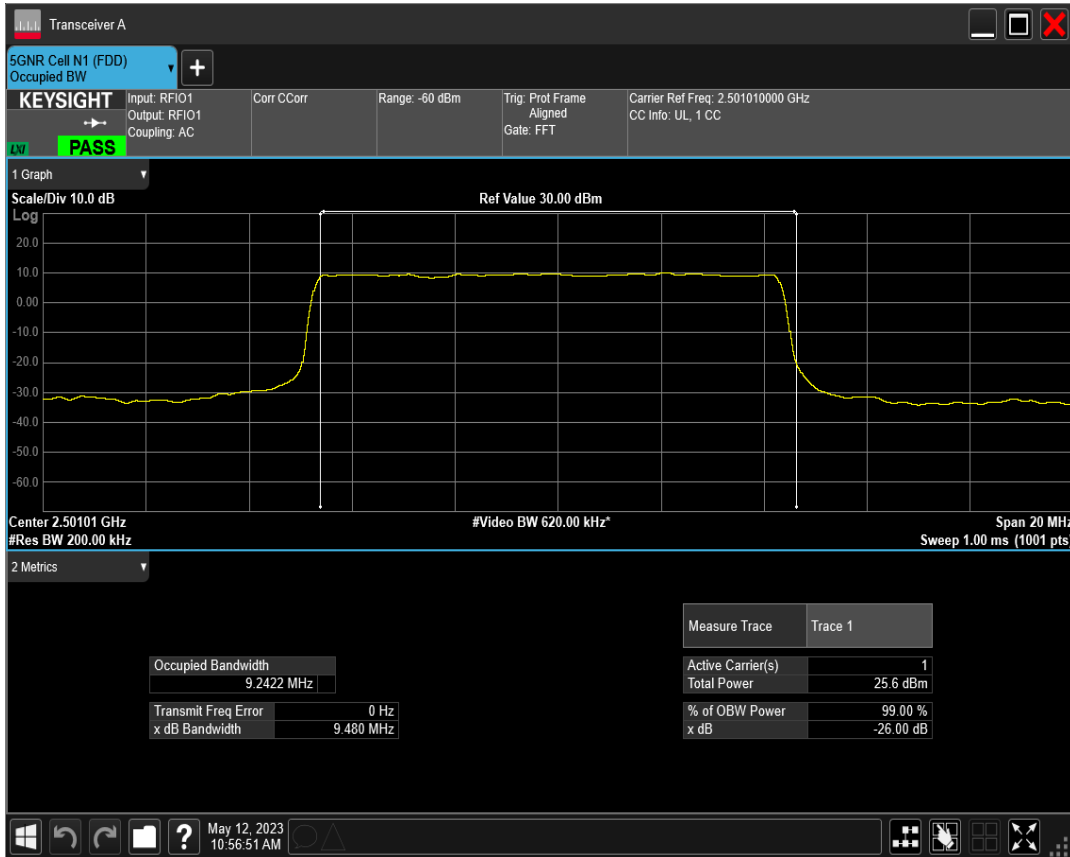 Transceiver A
5GNR Cell N1 (FDD)
Occupied BW
+
KEYSIGHT
LXI
PASS
Input: RFIO1
Output: RFIO1
Coupling: AC
Corr CCorr
Range: -60 dBm
Trig: Prot Frame
Aligned
Gate: FFT
Carrier Ref Freq: 2.501010000 GHz
CC Info: UL, 1 CC
1 Graph
Scale/Div 10.0 dB
Ref Value 30.00 dBm
Log
20.0
10.0
0.00
-10.0
-20.0
-30.0
-40.0
-50.0
-60.0
Center 2.50101 GHz
#Video BW 620.00 kHz*
Span 20 MHz
#Res BW 200.00 kHz
Sweep 1.00 ms (1001 pts)
2 Metrics
Measure Trace Trace 1
Occupied Bandwidth
9.2422 MHz
Active Carrier(s) 1
Total Power 25.6 dBm
Transmit Freq Error 0 Hz
x dB Bandwidth 9.480 MHz
% of OBW Power 99.00 %
x dB -26.00 dB
?
May 12, 2023
10:56:51 AM